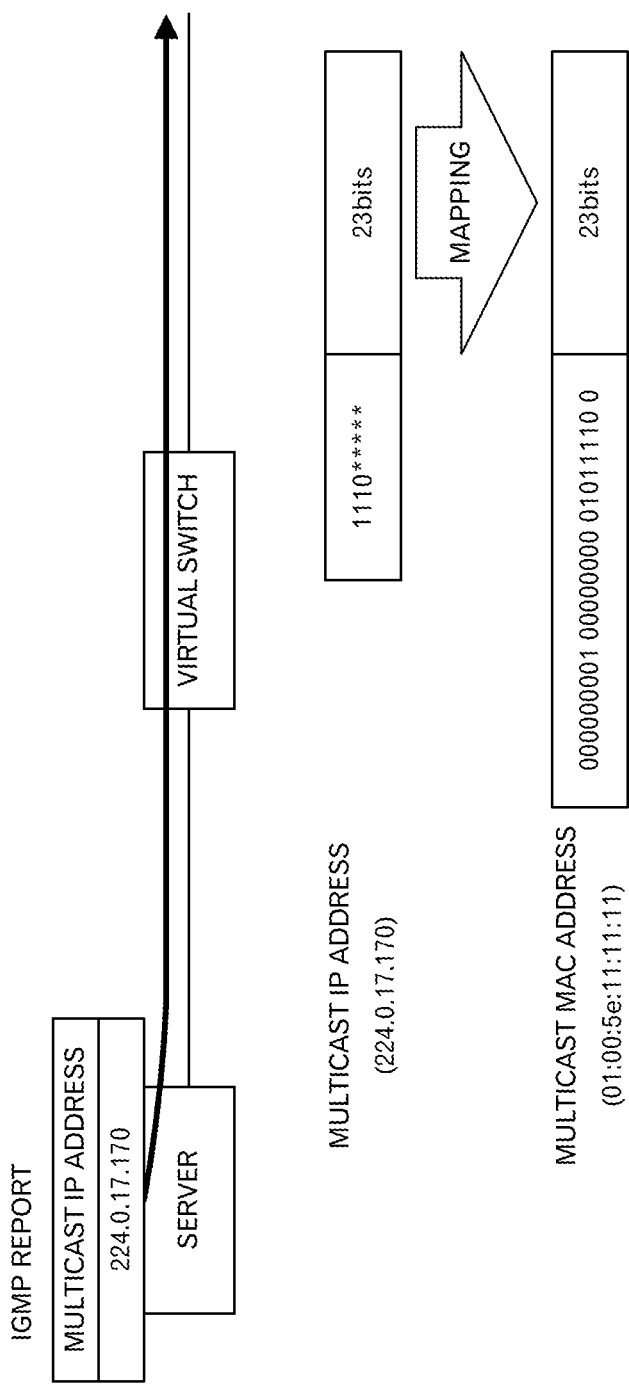 IGMP REPORT
MULTICAST IP ADDRESS
224.0.17.170
SERVER
VIRTUAL SWITCH
MULTICAST IP ADDRESS
(224.0.17.170)
1110*****
23bits
MAPPING
MULTICAST MAC ADDRESS
(01:00:5e:11:11:11)
000000001 00000000 01011110 0
23bits